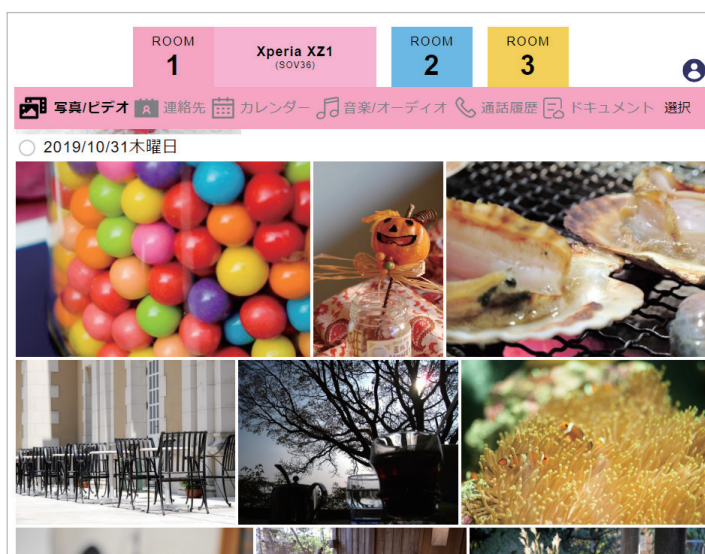 ROOM
1
Xperia XZ1
(SOV36)
ROOM
2
ROOM
3
写真/ビデオ 連絡先 カレンダー 音楽/オーディオ 通話履歴 ドキュメント 選択
2019/10/31木曜日